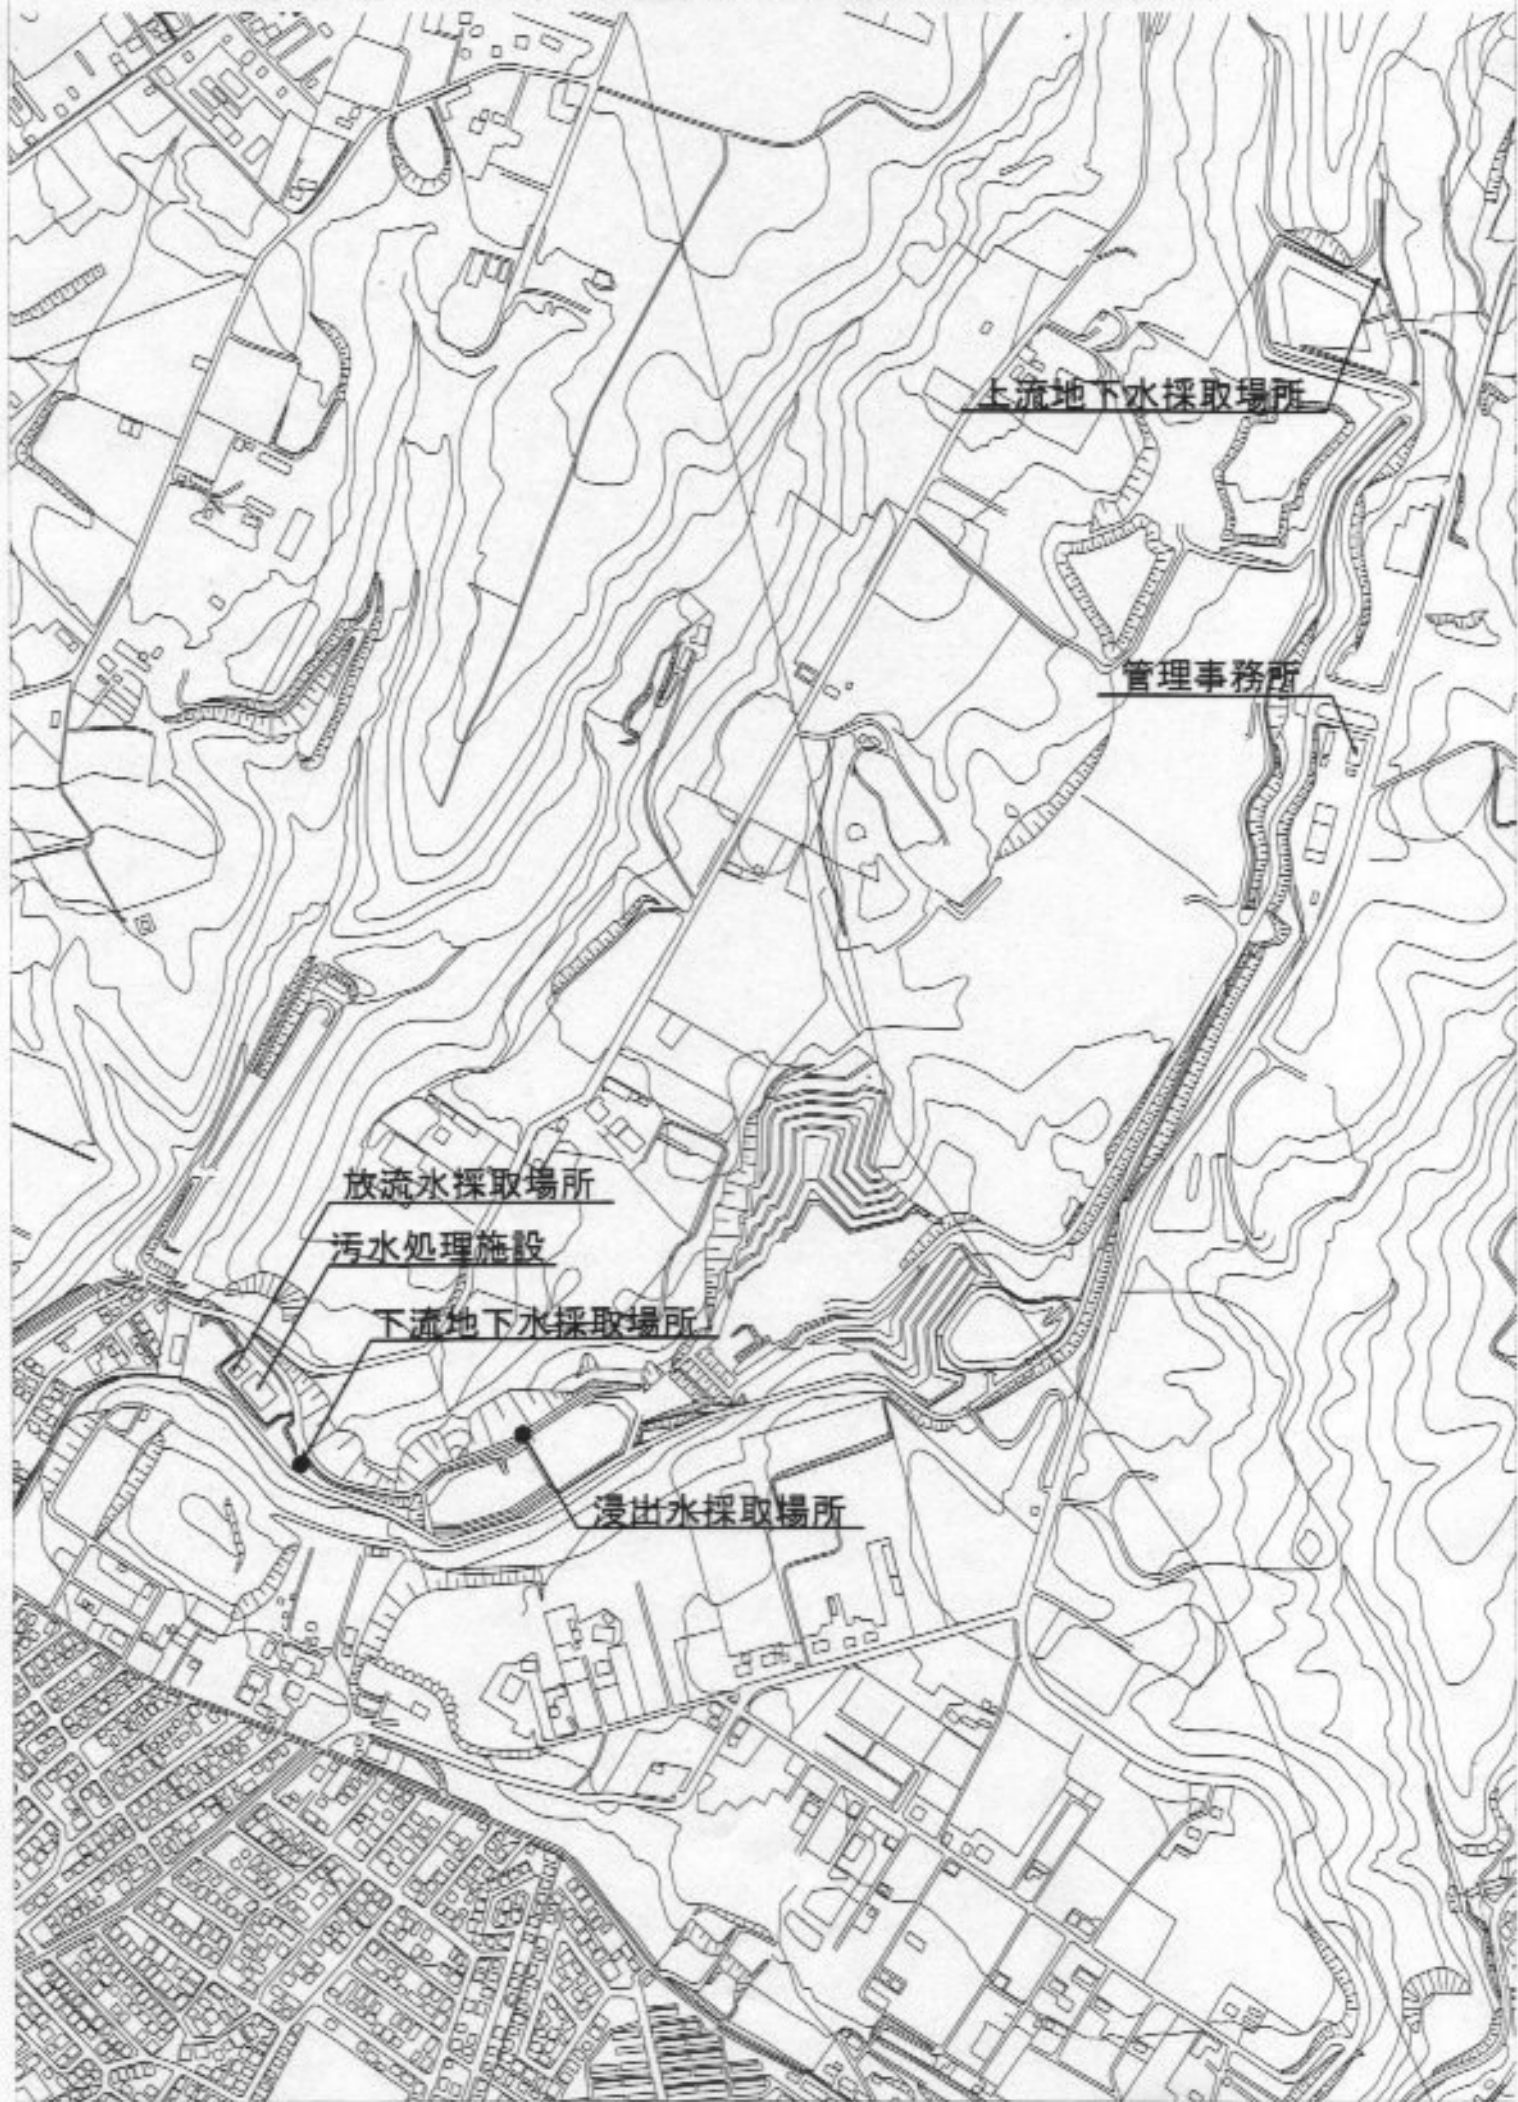 上流地下水採取場所
管理事務所
放流水採取場所
汚水処理施設
下流地下水採取場所
浸出水採取場所